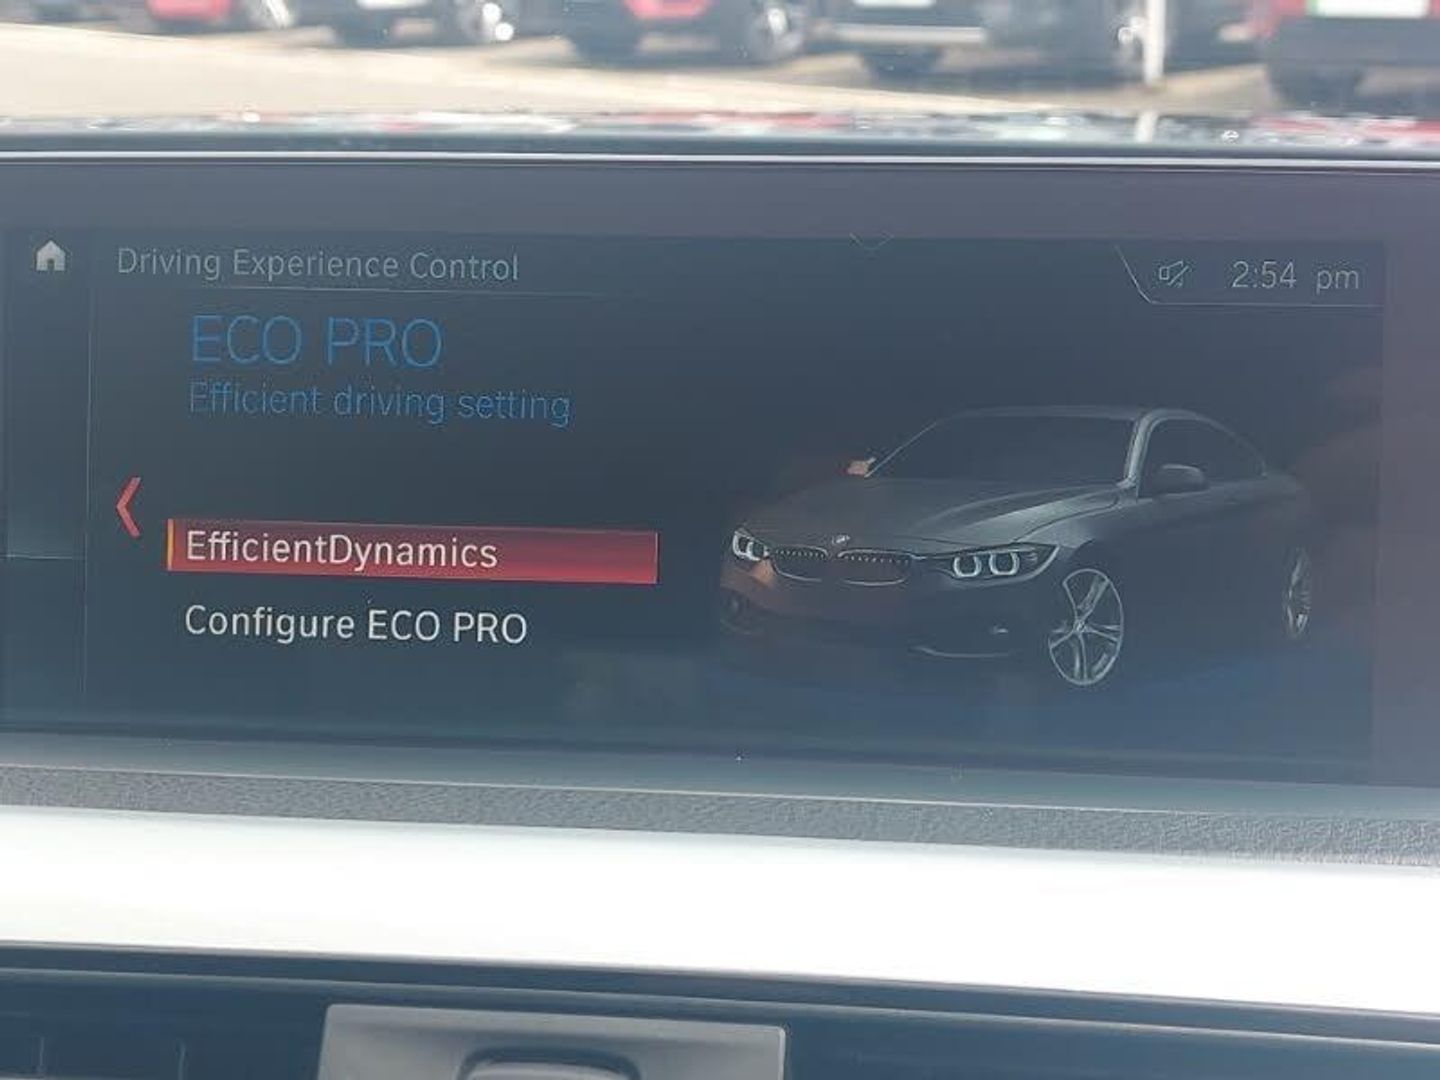 Driving Experience Control
2:54 pm
ECO PRO
Efficient driving setting
EfficientDynamics
Configure ECO PRO